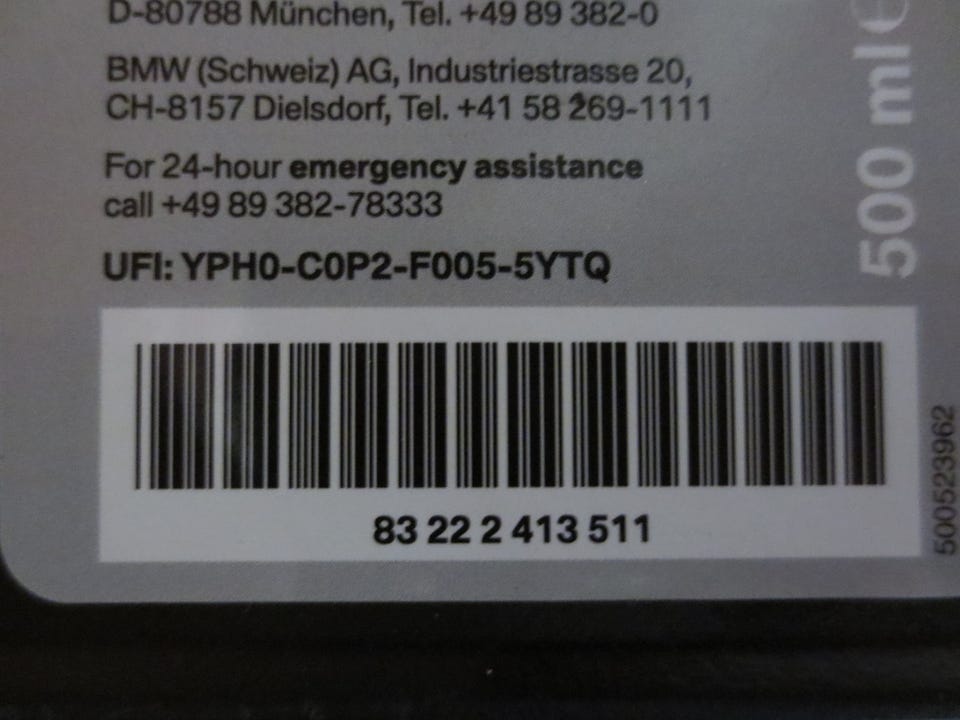 D-80788 München, Tel. +49 89 382-0
BMW (Schweiz) AG, Industriestrasse 20,
CH-8157 Dielsdorf, Tel. +41 58 269-1111
For 24-hour emergency assistance
call +49 89 382-78333
UFI: YPH0-C0P2-F005-5YTQ
83 22 2 413 511
500 ml ℮
500523962